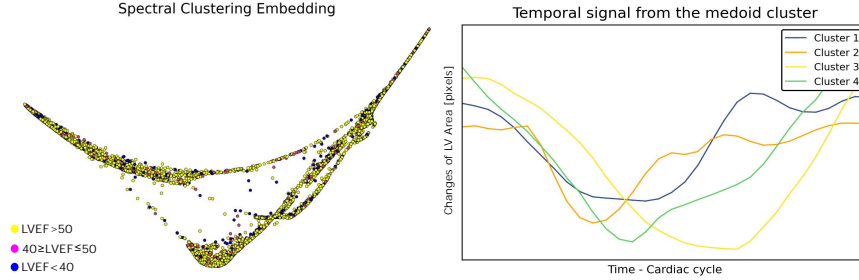 Spectral Clustering Embedding
LVEF>50
40≥LVEF≤50
LVEF<40
Temporal signal from the medoid cluster
Changes of LV Area [pixels]
Cluster 1
Cluster 2
Cluster 3
Cluster 4
Time - Cardiac cycle